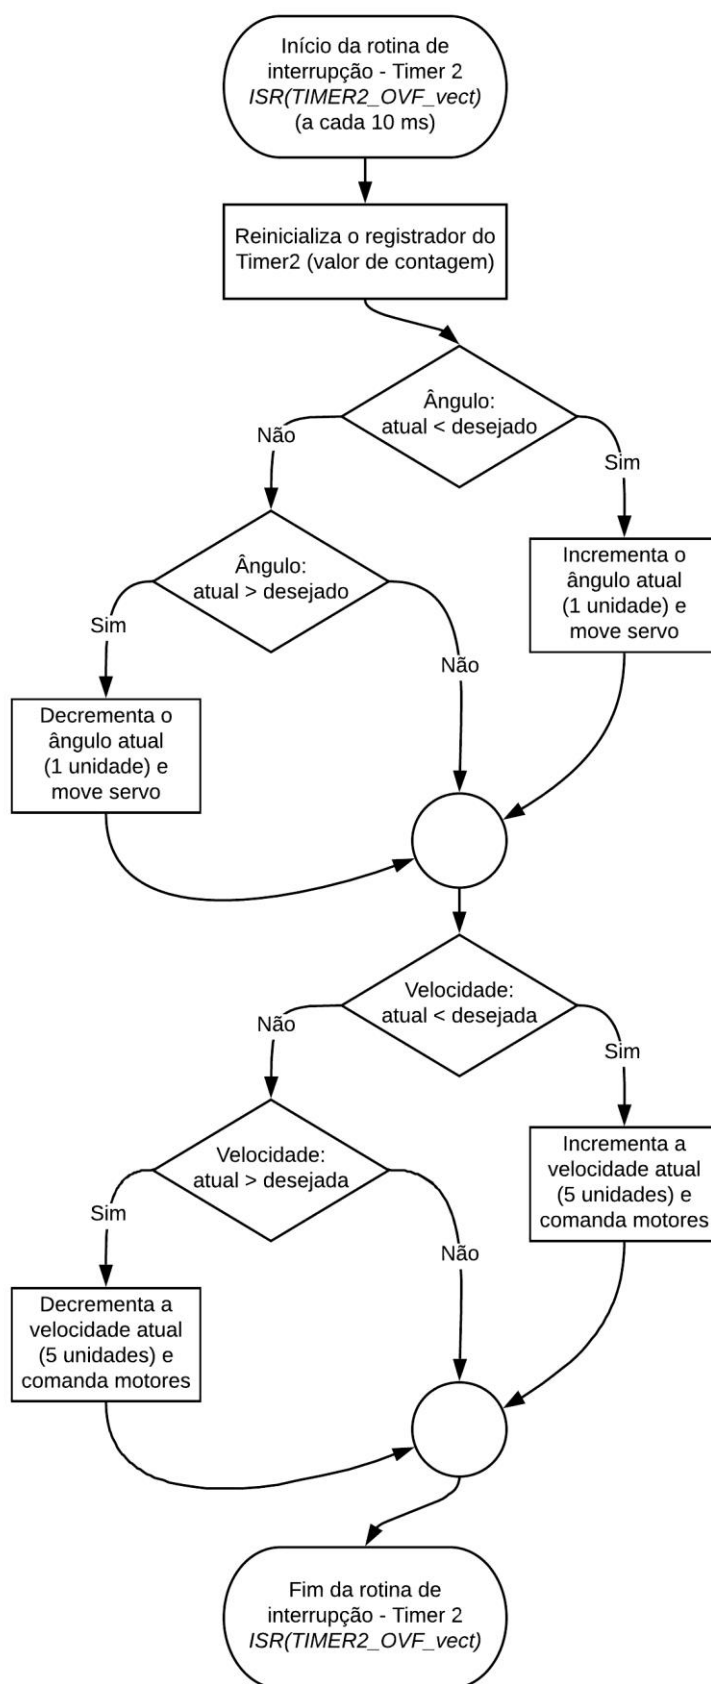 Início da rotina de
interrupção - Timer 2
ISR(TIMER2_OVF_vect)
(a cada 10 ms)
Reinicializa o registrador do
Timer2 (valor de contagem)
Ângulo:
atual < desejado
Não
Sim
Ângulo:
atual > desejado
Incrementa o
ângulo atual
(1 unidade) e
move servo
Sim
Não
Decrementa o
ângulo atual
(1 unidade) e
move servo
Velocidade:
atual < desejada
Não
Sim
Velocidade:
atual > desejada
Incrementa a
velocidade atual
(5 unidades) e
comanda motores
Sim
Não
Decrementa a
velocidade atual
(5 unidades) e
comanda motores
Fim da rotina de
interrupção - Timer 2
ISR(TIMER2_OVF_vect)